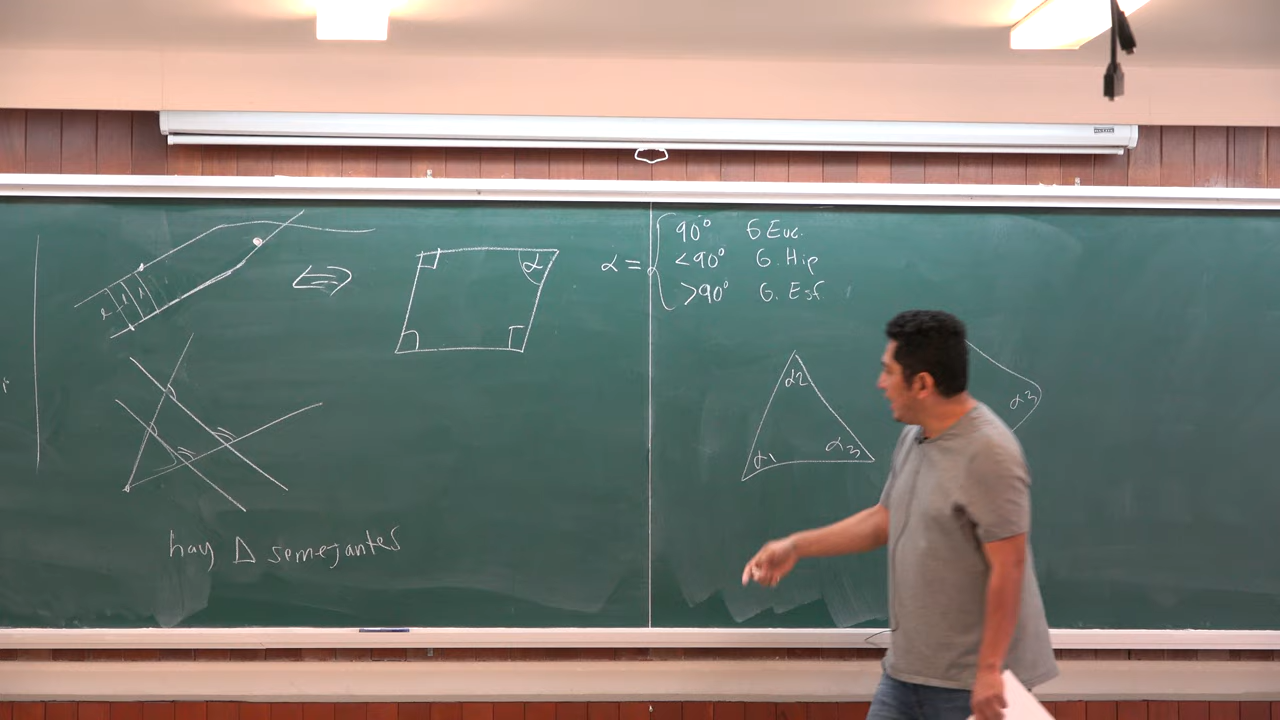 α = { 90° G Euc.
< 90° G. Hip
> 90° G. Esf.
α
α2
α1 α3
α3
hay Δ semejantes